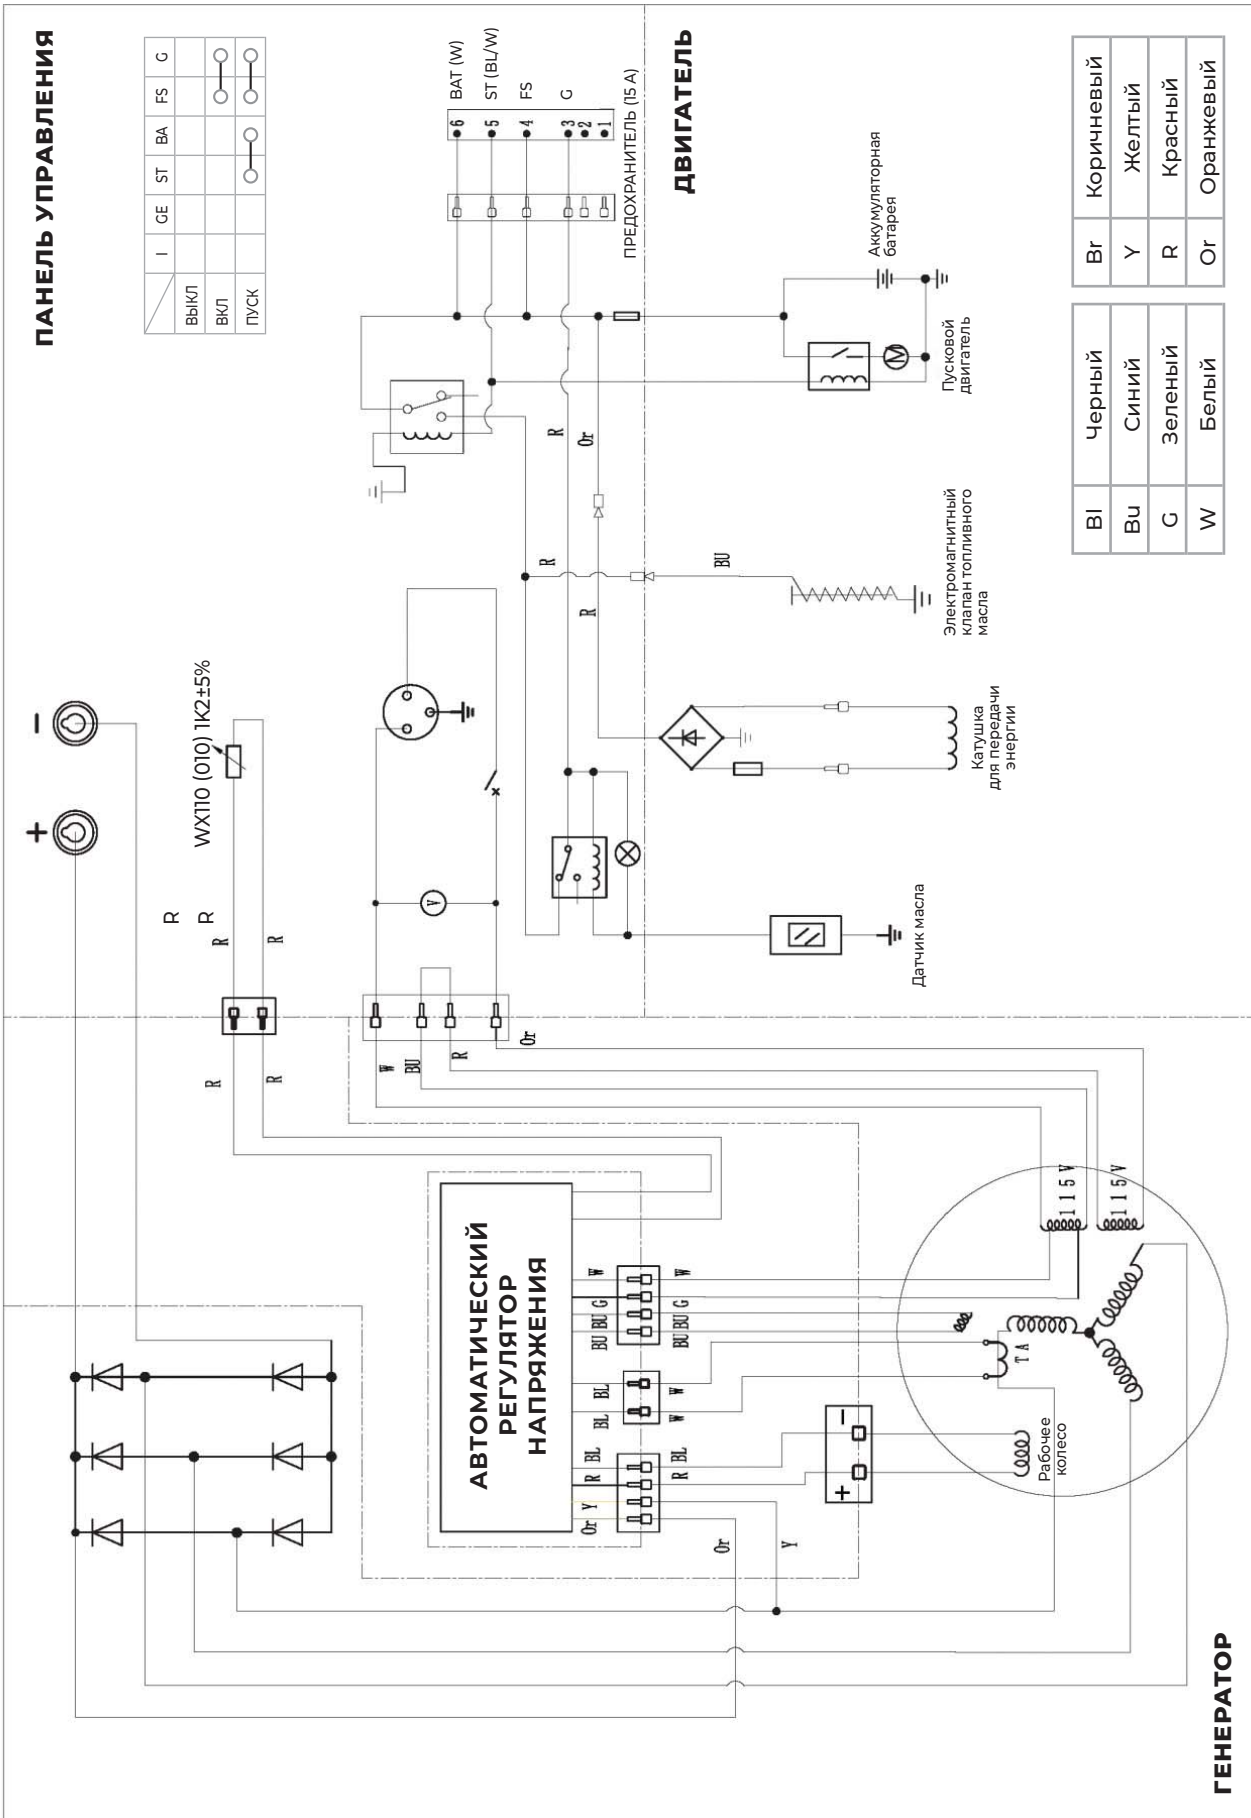 ПАНЕЛЬ УПРАВЛЕНИЯ
I GE ST BA FS G
ВЫКЛ
ВКЛ
ПУСК
BAT (W)
ST (BL/W)
FS
G
6
5
4
3
2
1
ПРЕДОХРАНИТЕЛЬ (15 А)
ДВИГАТЕЛЬ
Аккумуляторная
батарея
Пусковой
двигатель
M
R
Or
R
R
BU
Электромагнитный
клапан топливного
масла
Катушка
для передачи
энергии
Датчик масла
–
+
WX110 (010) 1K2±5%
R
R
R
R
R
R
V
W
BU
R
Or
АВТОМАТИЧЕСКИЙ
РЕГУЛЯТОР
НАПРЯЖЕНИЯ
Or Y R BL BL BL BU BU G W
R BL W W BU BU G W
Or
Y
+ –
Рабочее
колесо
TA
115V
115V
ГЕНЕРАТОР
Bl Черный
Bu Синий
G Зеленый
W Белый
Br Коричневый
Y Желтый
R Красный
Or Оранжевый